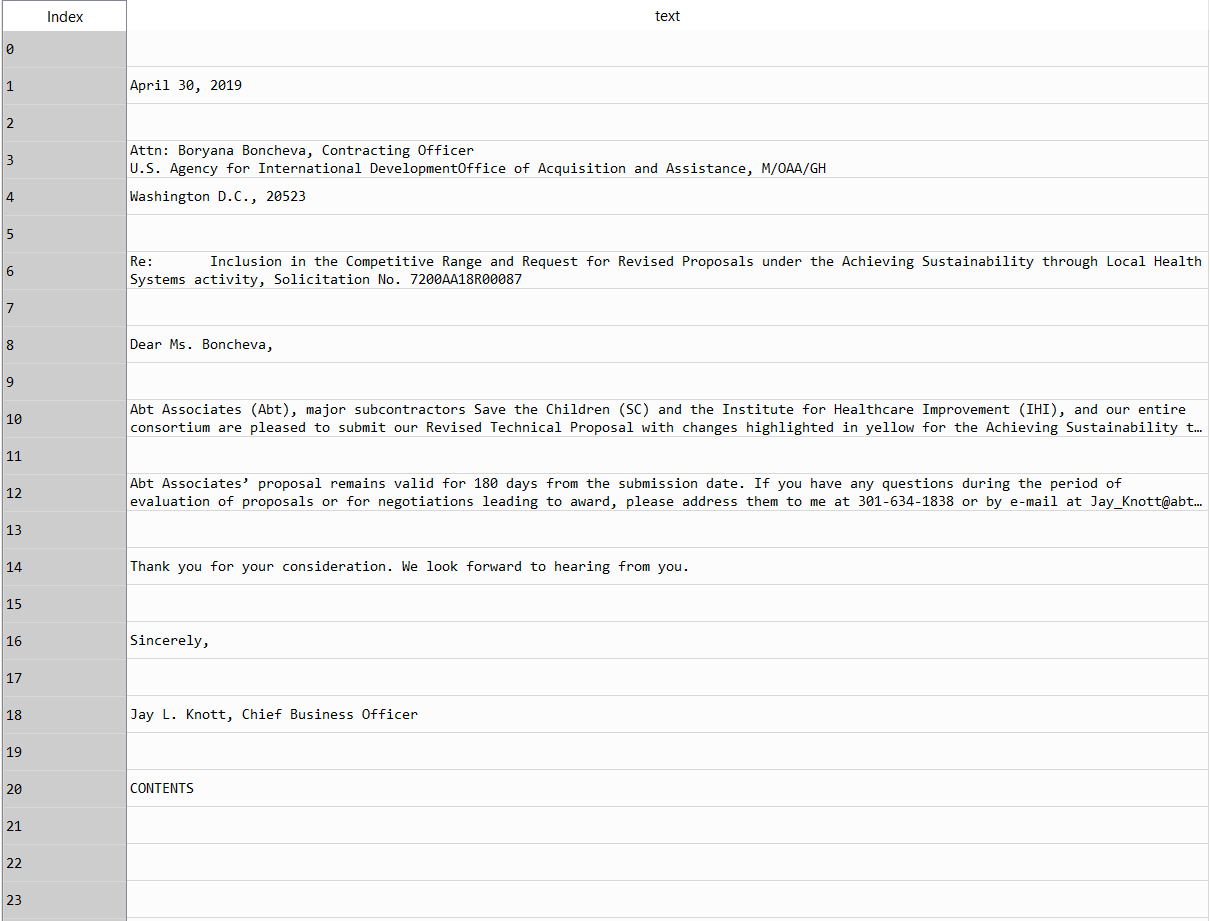 Index text
0
1 April 30, 2019
2
3 Attn: Boryana Boncheva, Contracting Officer
U.S. Agency for International DevelopmentOffice of Acquisition and Assistance, M/OAA/GH
4 Washington D.C., 20523
5
6 Re: Inclusion in the Competitive Range and Request for Revised Proposals under the Achieving Sustainability through Local Health
Systems activity, Solicitation No. 7200AA18R00087
7
8 Dear Ms. Boncheva,
9
10 Abt Associates (Abt), major subcontractors Save the Children (SC) and the Institute for Healthcare Improvement (IHI), and our entire
consortium are pleased to submit our Revised Technical Proposal with changes highlighted in yellow for the Achieving Sustainability t…
11
12 Abt Associates’ proposal remains valid for 180 days from the submission date. If you have any questions during the period of
evaluation of proposals or for negotiations leading to award, please address them to me at 301-634-1838 or by e-mail at Jay_Knott@abt…
13
14 Thank you for your consideration. We look forward to hearing from you.
15
16 Sincerely,
17
18 Jay L. Knott, Chief Business Officer
19
20 CONTENTS
21
22
23